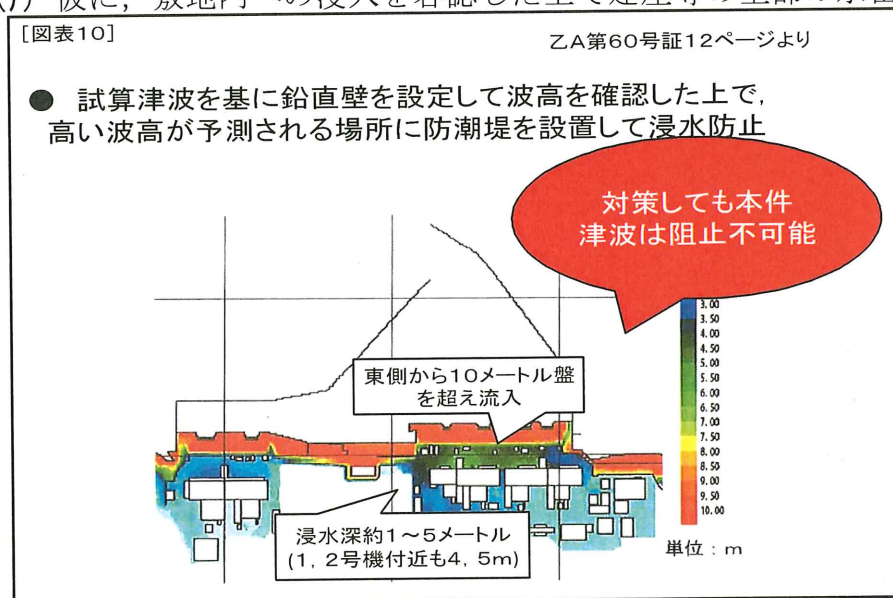 仮に，敷地内への浸入を容認した上で建屋等の全部の水密
[図表10]
乙A第60号証12ページより
● 試算津波を基に鉛直壁を設定して波高を確認した上で，
高い波高が予測される場所に防潮堤を設置して浸水防止
対策しても本件
津波は阻止不可能
3.00
3.50
4.00
4.50
5.00
5.50
6.00
6.50
7.00
7.50
8.00
8.50
9.00
9.50
10.00
単位：m
東側から10メートル盤
を超え流入
浸水深約1～5メートル
(1，2号機付近も4，5m)